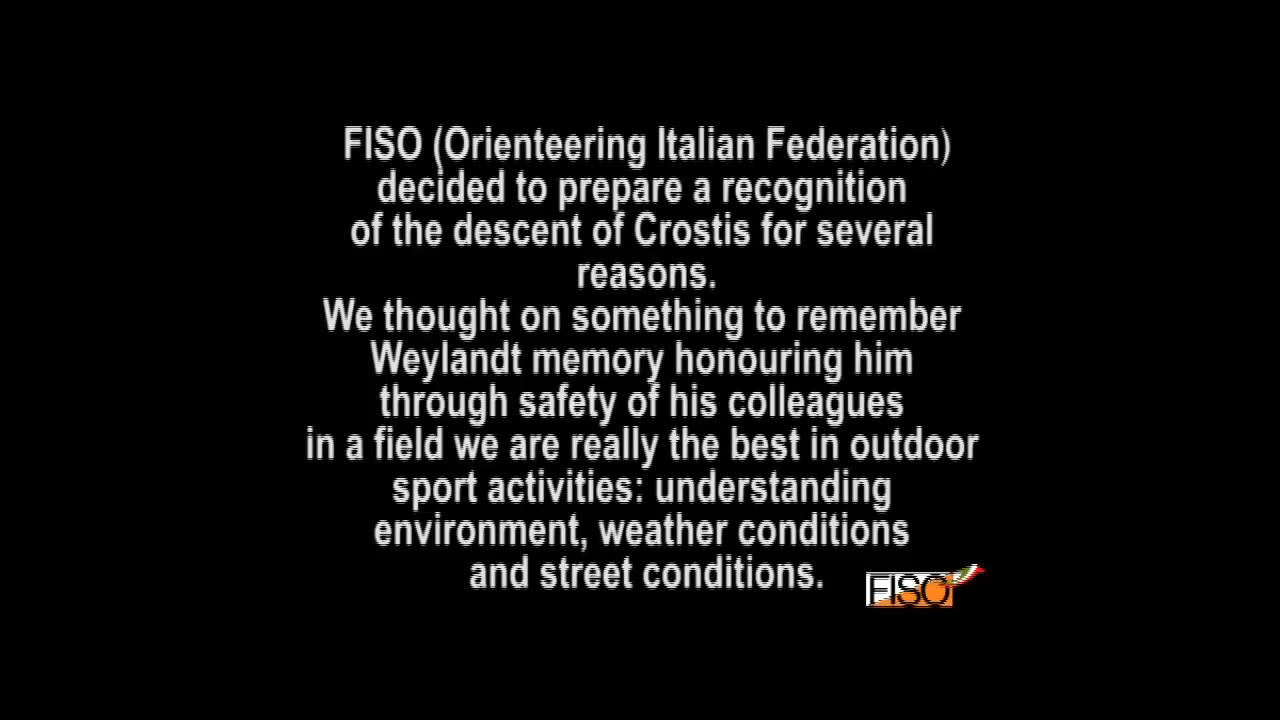 FISO (Orienteering Italian Federation)
decided to prepare a recognition
of the descent of Crostis for several
reasons.
We thought on something to remember
Weylandt memory honouring him
through safety of his colleagues
in a field we are really the best in outdoor
sport activities: understanding
environment, weather conditions
and street conditions.
FISO